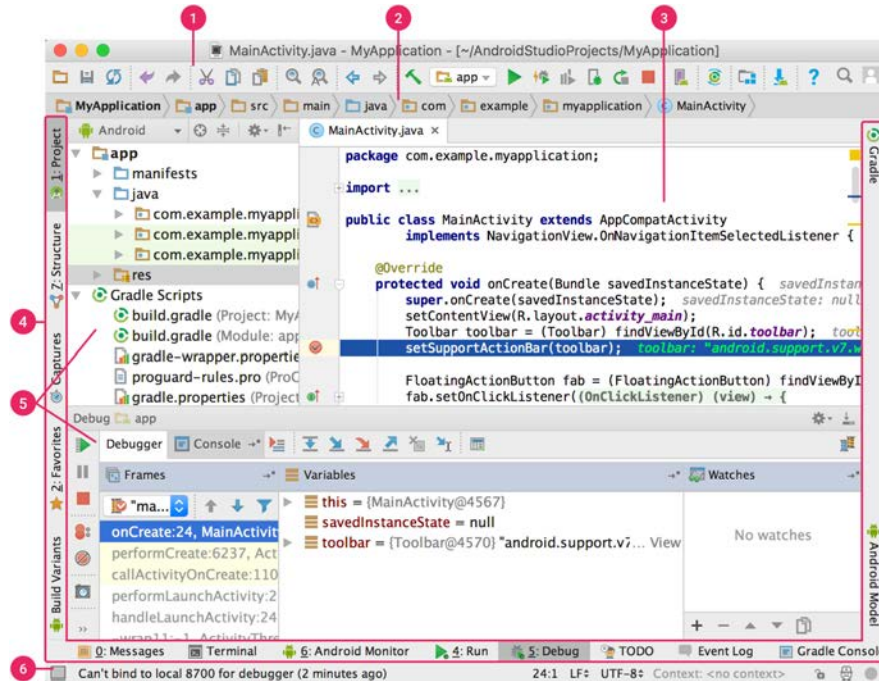 1
2
3
MainActivity.java - MyApplication - [~/AndroidStudioProjects/MyApplication]
app
MyApplication app src main java com example myapplication MainActivity
1: Project
Z: Structure
Captures
2: Favorites
Build Variants
4
5
6
Android
app
manifests
java
com.example.myappli
com.example.myappli
com.example.myappli
res
Gradle Scripts
build.gradle (Project: MyA
build.gradle (Module: app
gradle-wrapper.propertie
proguard-rules.pro (ProC
gradle.properties (Project
MainActivity.java
package com.example.myapplication;
import ...
public class MainActivity extends AppCompatActivity
implements NavigationView.OnNavigationItemSelectedListener {
@Override
protected void onCreate(Bundle savedInstanceState) { savedInstan
super.onCreate(savedInstanceState); savedInstanceState: null
setContentView(R.layout.activity_main);
Toolbar toolbar = (Toolbar) findViewById(R.id.toolbar); tool
setSupportActionBar(toolbar); toolbar: "android.support.v7.w
FloatingActionButton fab = (FloatingActionButton) findViewByI
fab.setOnClickListener((OnClickListener) (view) → {
Gradle
Android Model
Debug app
Debugger Console
Frames
Variables
Watches
"ma...
onCreate:24, MainActivit
performCreate:6237, Act
callActivityOnCreate:110
performLaunchActivity:2
handleLaunchActivity:24
-wrap11:-1, ActivityThre
this = {MainActivity@4567}
savedInstanceState = null
toolbar = {Toolbar@4570} "android.support.v7... View
No watches
0: Messages Terminal 6: Android Monitor 4: Run 5: Debug TODO Event Log Gradle Consol
Can't bind to local 8700 for debugger (2 minutes ago) 24:1 LF UTF-8 Context: <no context>